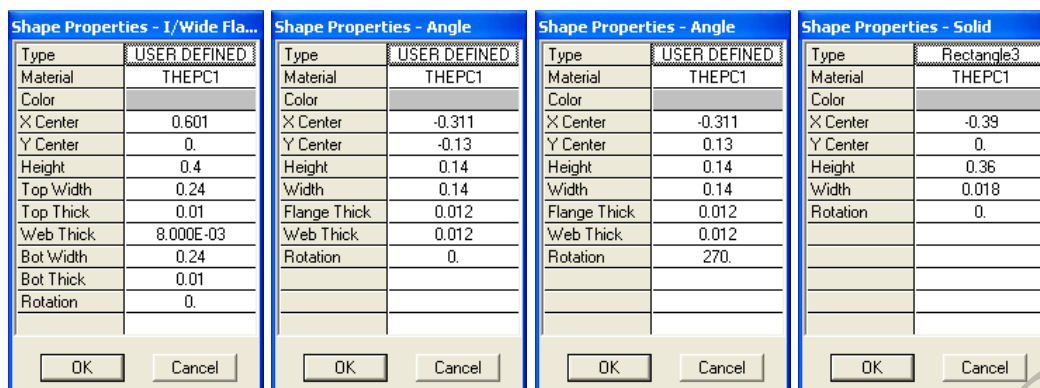 Shape Properties - I/Wide Fla...
Type USER DEFINED
Material THEPC1
Color
X Center 0.601
Y Center 0.
Height 0.4
Top Width 0.24
Top Thick 0.01
Web Thick 8.000E-03
Bot Width 0.24
Bot Thick 0.01
Rotation 0.
OK Cancel
Shape Properties - Angle
Type USER DEFINED
Material THEPC1
Color
X Center -0.311
Y Center -0.13
Height 0.14
Width 0.14
Flange Thick 0.012
Web Thick 0.012
Rotation 0.
OK Cancel
Shape Properties - Angle
Type USER DEFINED
Material THEPC1
Color
X Center -0.311
Y Center 0.13
Height 0.14
Width 0.14
Flange Thick 0.012
Web Thick 0.012
Rotation 270.
OK Cancel
Shape Properties - Solid
Type Rectangle3
Material THEPC1
Color
X Center -0.39
Y Center 0.
Height 0.36
Width 0.018
Rotation 0.
OK Cancel